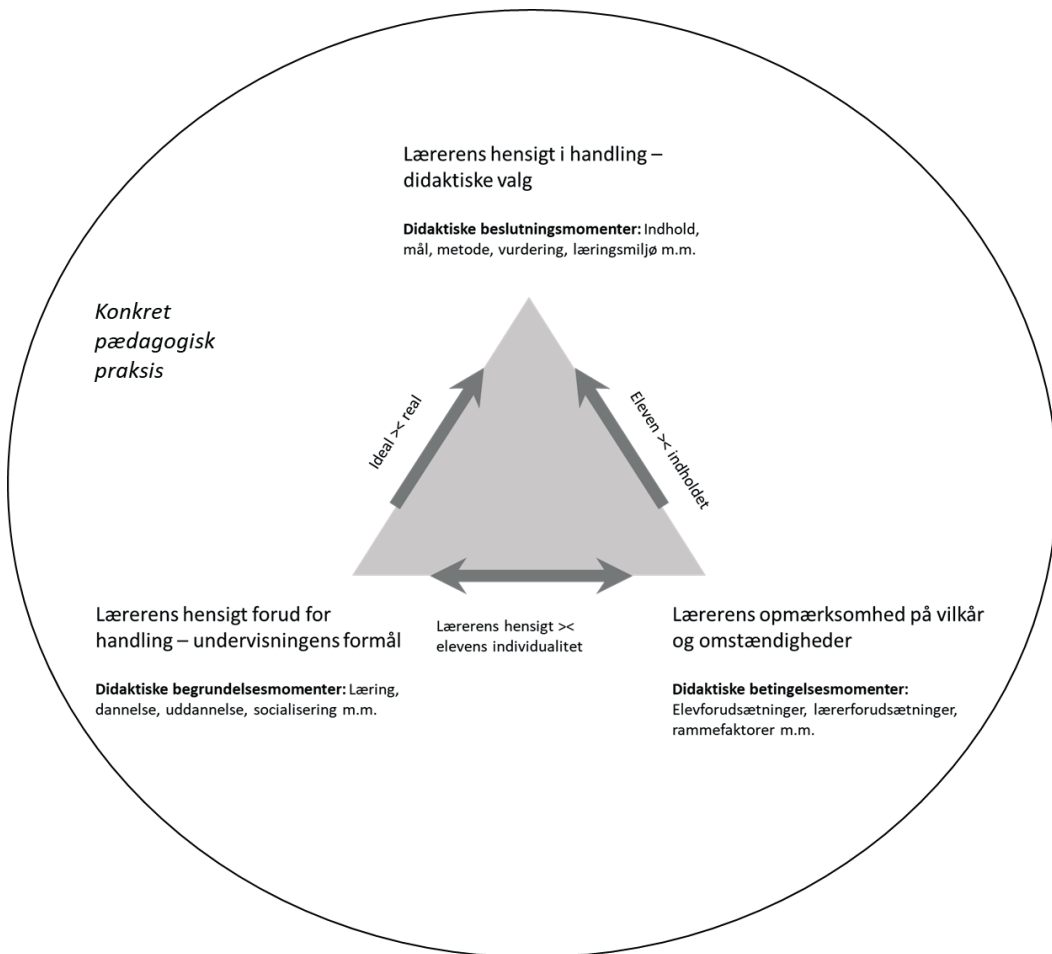 Lærerens hensigt i handling –
didaktiske valg
Didaktiske beslutningsmomenter: Indhold,
mål, metode, vurdering, læringsmiljø m.m.
Konkret
pædagogisk
praksis
Ideal >< real
Eleven >< indholdet
Lærerens hensigt forud for
handling – undervisningens formål
Didaktiske begrundelsesmomenter: Læring,
dannelse, uddannelse, socialisering m.m.
Lærerens hensigt ><
elevens individualitet
Lærerens opmærksomhed på vilkår
og omstændigheder
Didaktiske betingelsesmomenter:
Elevforudsætninger, lærerforudsætninger,
rammefaktorer m.m.